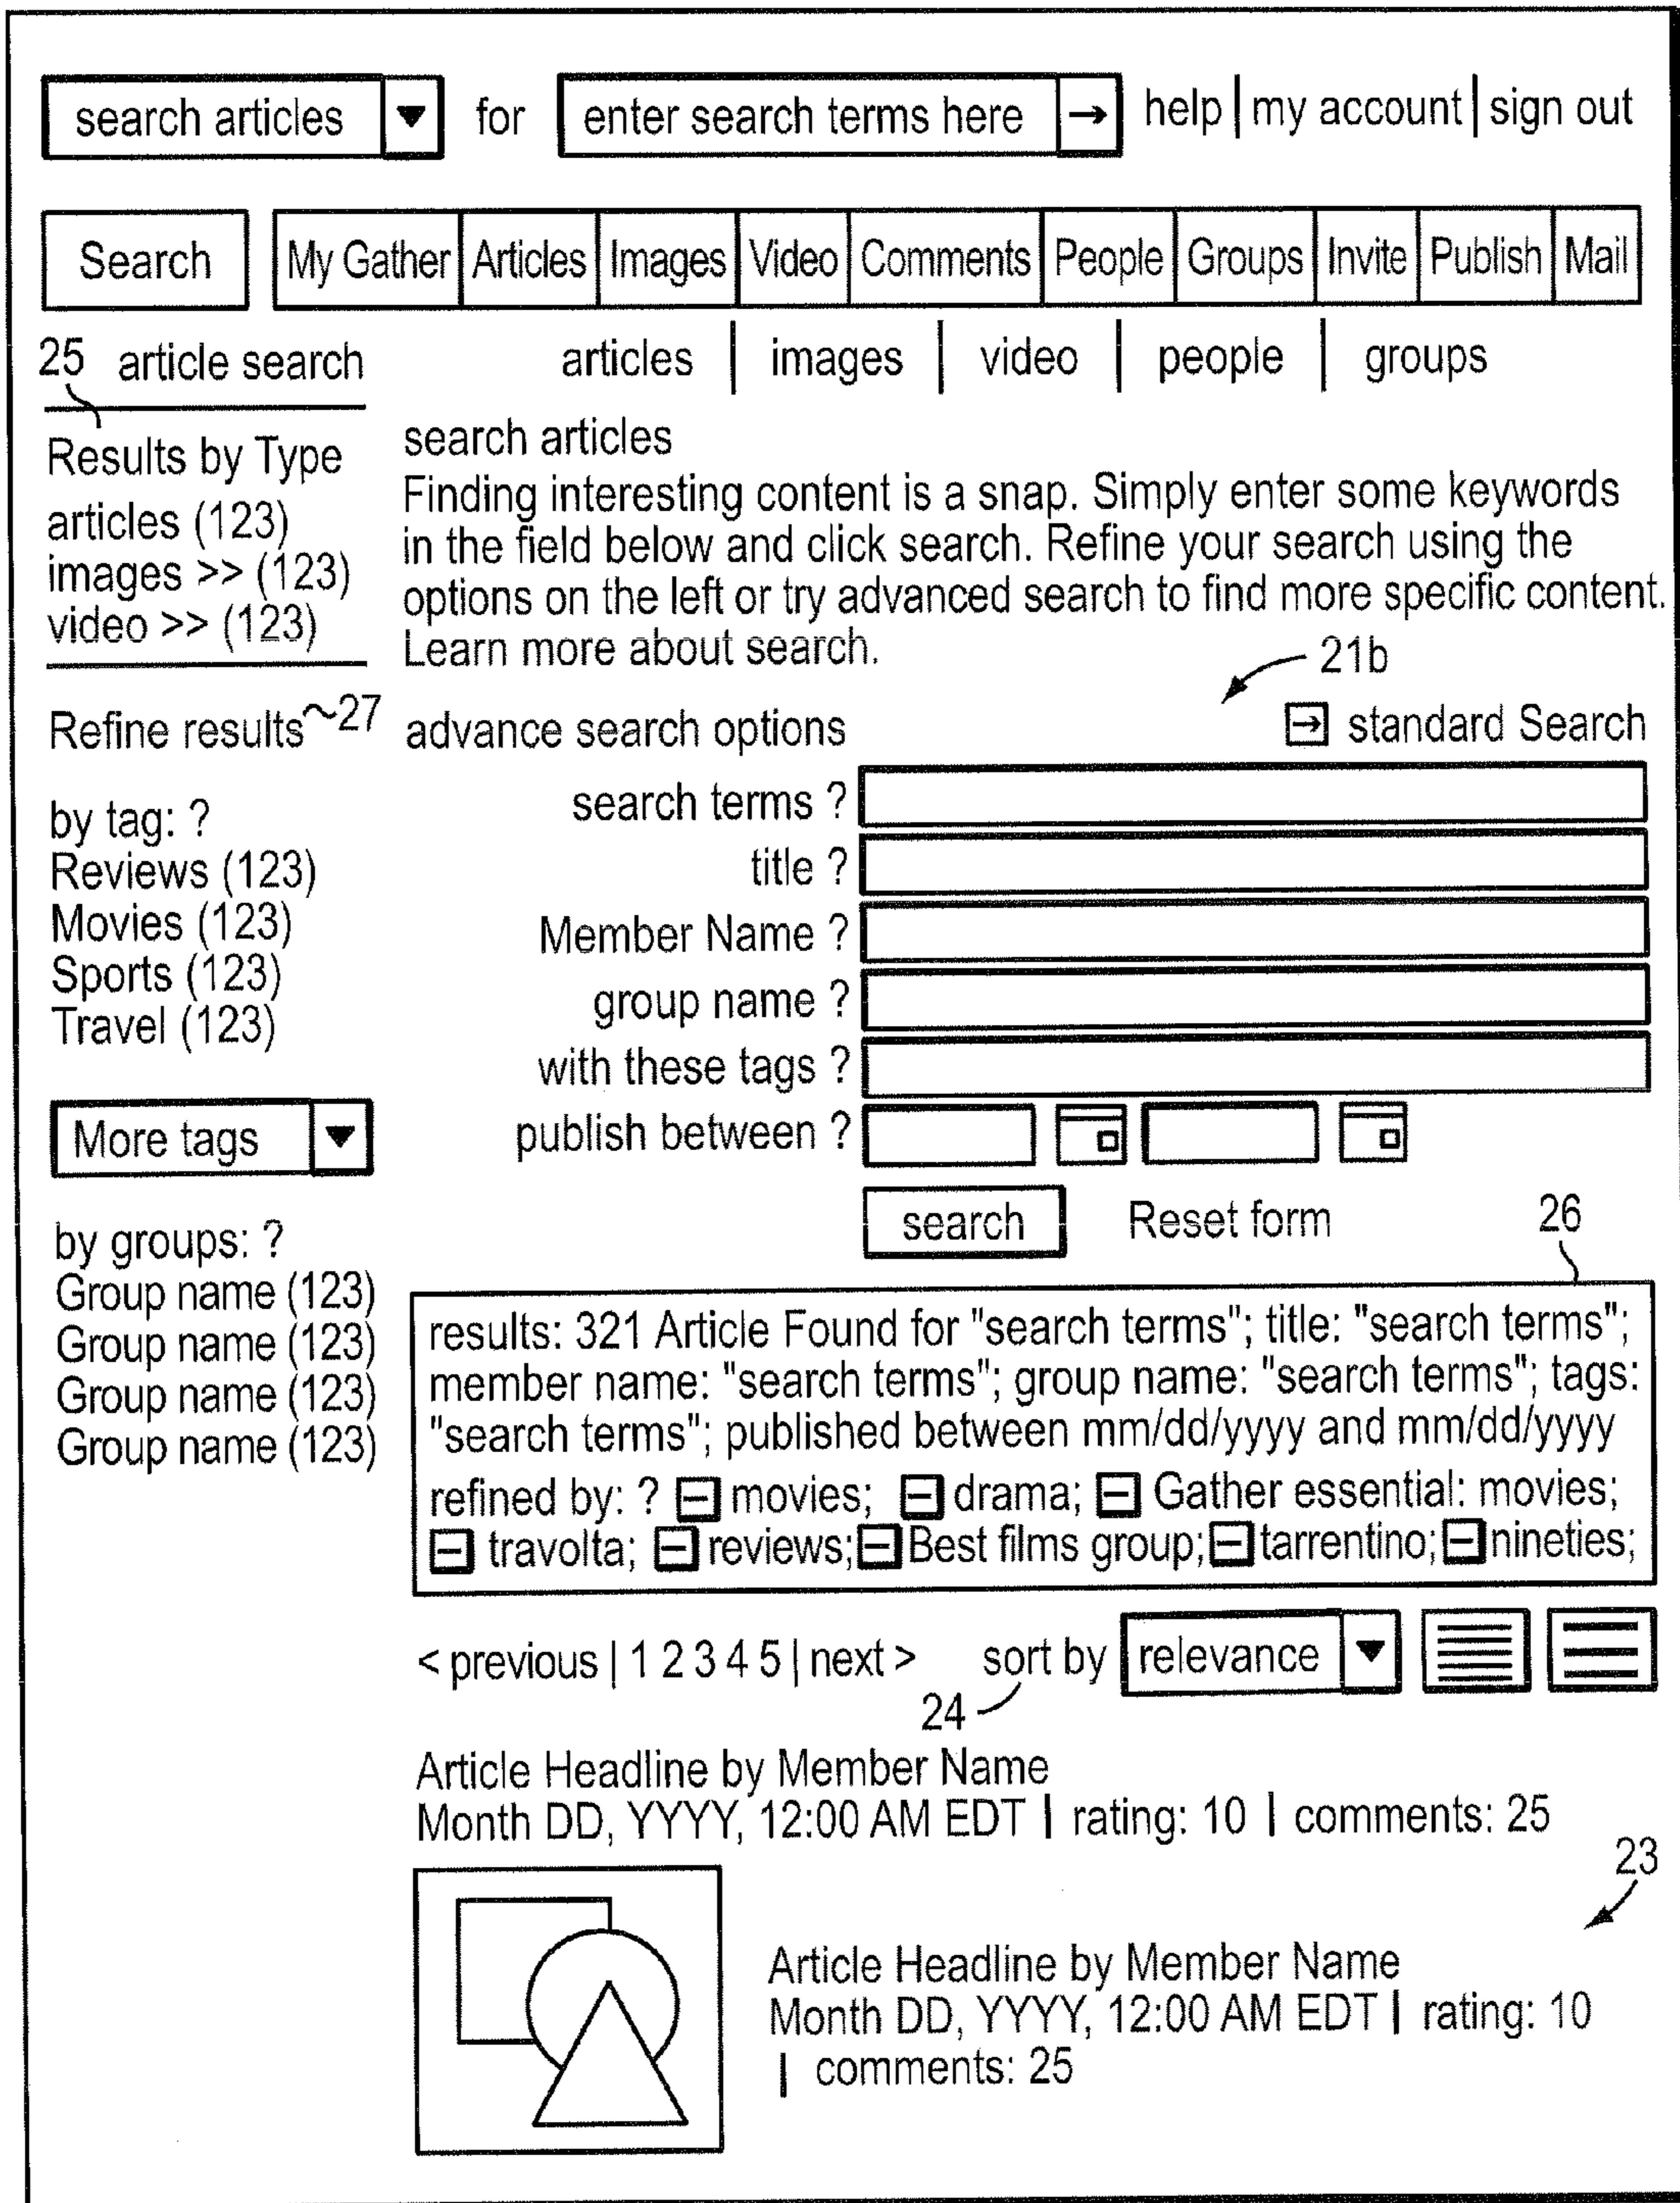 search articles ▼ for enter search terms here → help | my account | sign out
Search My Gather Articles Images Video Comments People Groups Invite Publish Mail
25 article search
articles | images | video | people | groups
Results by Type
articles (123)
images >> (123)
video >> (123)
search articles
Finding interesting content is a snap. Simply enter some keywords
in the field below and click search. Refine your search using the
options on the left or try advanced search to find more specific content.
Learn more about search.
21b
Refine results ~27
by tag: ?
Reviews (123)
Movies (123)
Sports (123)
Travel (123)
More tags ▼
by groups: ?
Group name (123)
Group name (123)
Group name (123)
Group name (123)
advance search options → standard Search
search terms ?
title ?
Member Name ?
group name ?
with these tags ?
publish between ?
search Reset form
26
results: 321 Article Found for "search terms"; title: "search terms";
member name: "search terms"; group name: "search terms"; tags:
"search terms"; published between mm/dd/yyyy and mm/dd/yyyy
refined by: ? − movies; − drama; − Gather essential: movies;
− travolta; − reviews; − Best films group; − tarrentino; − nineties;
< previous | 1 2 3 4 5 | next > sort by relevance ▼
24
Article Headline by Member Name
Month DD, YYYY, 12:00 AM EDT | rating: 10 | comments: 25
23
Article Headline by Member Name
Month DD, YYYY, 12:00 AM EDT | rating: 10
| comments: 25